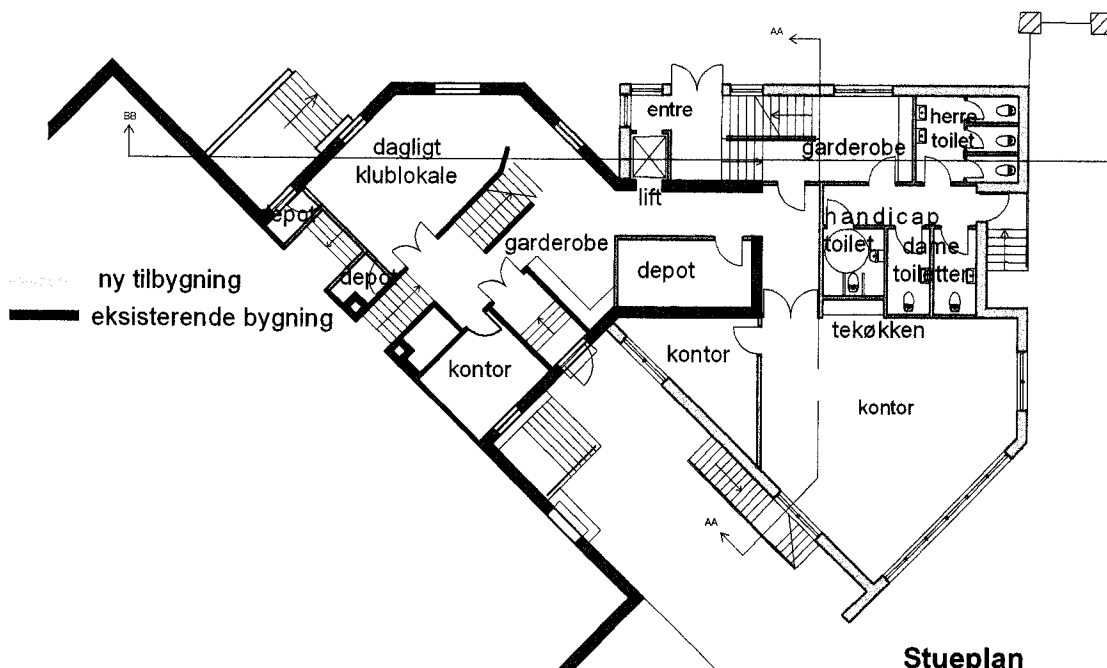 AA
BB
entre
herre
toilet
dagligt
klublokale
garderobe
lift
depot
handicap
toilet
dame
toiletter
garderobe
depot
depot
ny tilbygning
eksisterende bygning
tekøkken
kontor
kontor
kontor
AA
Stueplan